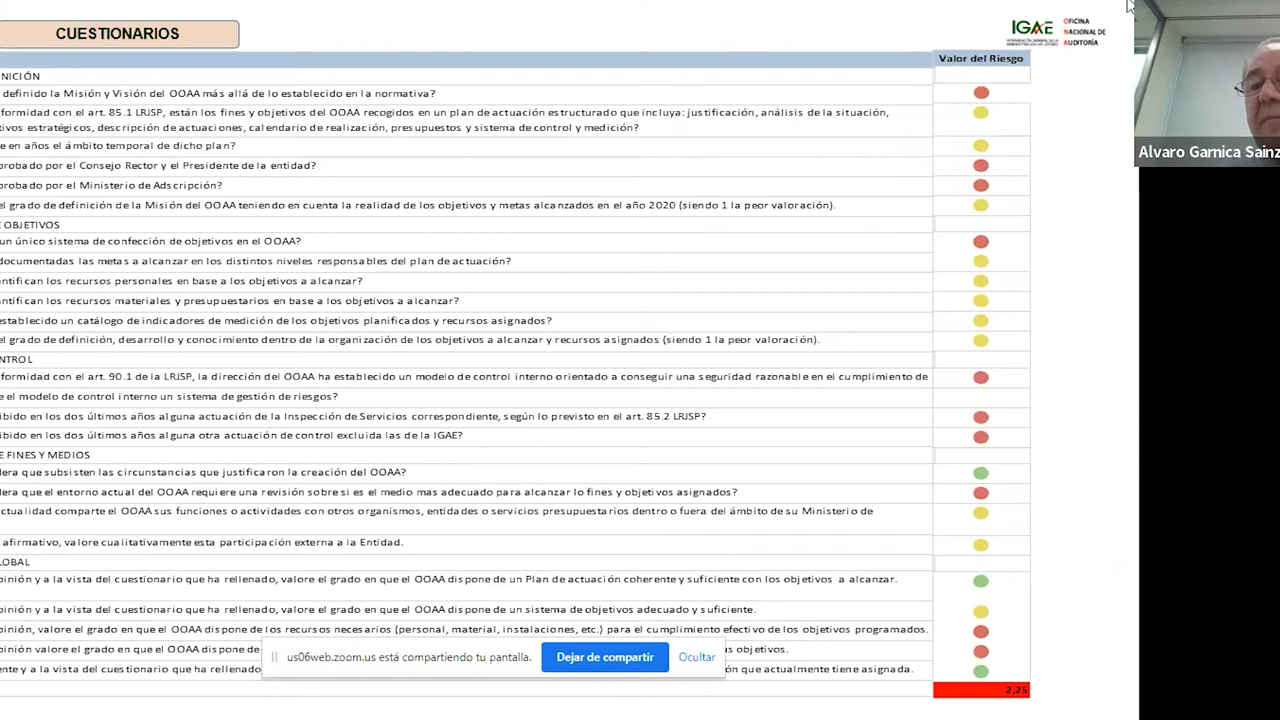 CUESTIONARIOS
IGAE
INTERVENCIÓN GENERAL DE LA
ADMINISTRACIÓN DEL ESTADO
OFICINA
NACIONAL DE
AUDITORÍA
Valor del Riesgo
NICIÓN
definido la Misión y Visión del OOAA más allá de lo establecido en la normativa?
formidad con el art. 85.1 LRJSP, están los fines y objetivos del OOAA recogidos en un plan de actuación estructurado que incluya: justificación, análisis de la situación,
tivos estratégicos, descripción de actuaciones, calendario de realización, presupuestos y sistema de control y medición?
e en años el ámbito temporal de dicho plan?
probado por el Consejo Rector y el Presidente de la entidad?
probado por el Ministerio de Adscripción?
el grado de definición de la Misión del OOAA teniendo en cuenta la realidad de los objetivos y metas alcanzados en el año 2020 (siendo 1 la peor valoración).
E OBJETIVOS
un único sistema de confección de objetivos en el OOAA?
documentadas las metas a alcanzar en los distintos niveles responsables del plan de actuación?
antifican los recursos personales en base a los objetivos a alcanzar?
antifican los recursos materiales y presupuestarios en base a los objetivos a alcanzar?
establecido un catálogo de indicadores de medición de los objetivos planificados y recursos asignados?
el grado de definición, desarrollo y conocimiento dentro de la organización de los objetivos a alcanzar y recursos asignados (siendo 1 la peor valoración).
NTROL
formidad con el art. 90.1 de la LRJSP, la dirección del OOAA ha establecido un modelo de control interno orientado a conseguir una seguridad razonable en el cumplimiento de
e el modelo de control interno un sistema de gestión de riesgos?
ibido en los dos últimos años alguna actuación de la Inspección de Servicios correspondiente, según lo previsto en el art. 85.2 LRJSP?
ibido en los dos últimos años alguna otra actuación de control excluida las de la IGAE?
E FINES Y MEDIOS
dera que subsisten las circunstancias que justificaron la creación del OOAA?
dera que el entorno actual del OOAA requiere una revisión sobre si es el medio mas adecuado para alcanzar lo fines y objetivos asignados?
actualidad comparte el OOAA sus funciones o actividades con otros organismos, entidades o servicios presupuestarios dentro o fuera del ámbito de su Ministerio de
afirmativo, valore cualitativamente esta participación externa a la Entidad.
LOBAL
pinión y a la vista del cuestionario que ha rellenado, valore el grado en que el OOAA dispone de un Plan de actuación coherente y suficiente con los objetivos a alcanzar.
pinión y a la vista del cuestionario que ha rellenado, valore el grado en que el OOAA dispone de un sistema de objetivos adecuado y suficiente.
pinión, valore el grado en que el OOAA dispone de los recursos necesarios (personal, material, instalaciones, etc.) para el cumplimiento efectivo de los objetivos programados.
pinión valore el grado en que el OOAA dispone os objetivos.
ente y a la vista del cuestionario que ha rellenado ón que actualmente tiene asignada.
2,25
us06web.zoom.us está compartiendo tu pantalla. Dejar de compartir Ocultar
Alvaro Garnica Sainz